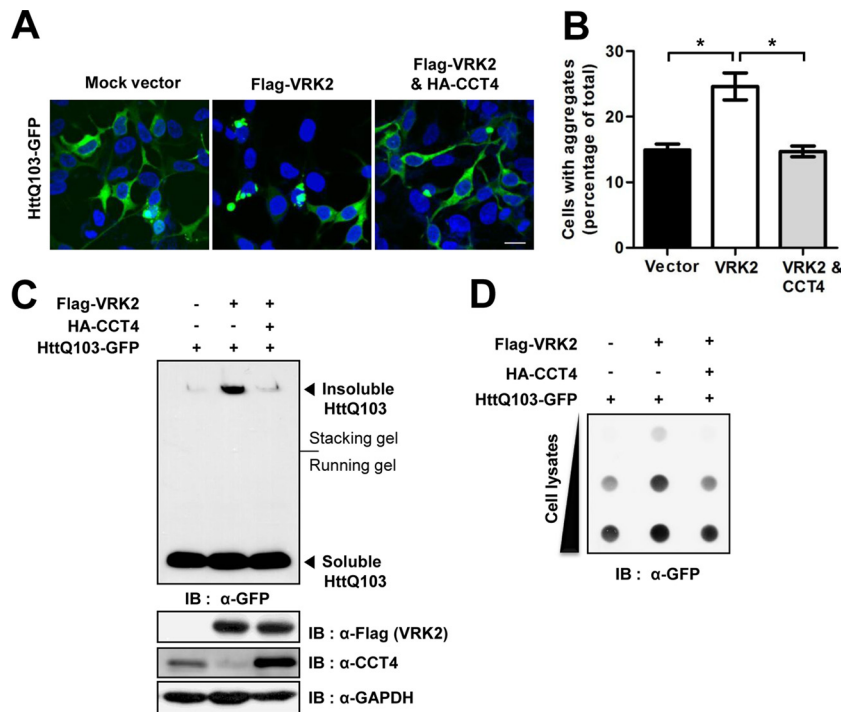 A
Mock vector
Flag-VRK2
Flag-VRK2
& HA-CCT4
HttQ103-GFP
B
* *
Cells with aggregates
(percentage of total)
30
20
10
0
Vector VRK2 VRK2 &
CCT4
C
Flag-VRK2 - + +
HA-CCT4 - - +
HttQ103-GFP + + +
Insoluble
HttQ103
Stacking gel
Running gel
Soluble
HttQ103
IB : α-GFP
IB : α-Flag (VRK2)
IB : α-CCT4
IB : α-GAPDH
D
Flag-VRK2 - + +
HA-CCT4 - - +
HttQ103-GFP + + +
Cell lysates
IB : α-GFP